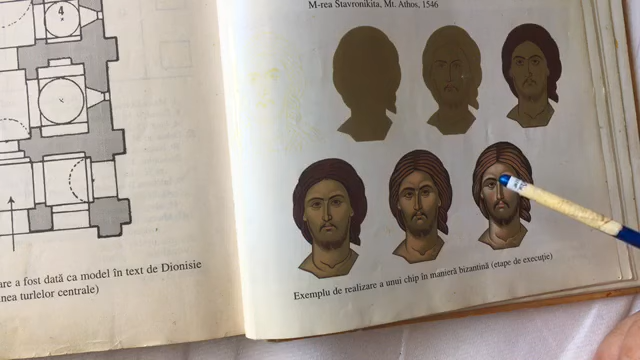 4
are a fost dată ca model în text de Dionisie
nea turlelor centrale)
M-rea Stavronikita, Mt. Athos, 1546
Exemplu de realizare a unui chip în manieră bizantină (etape de execuție)